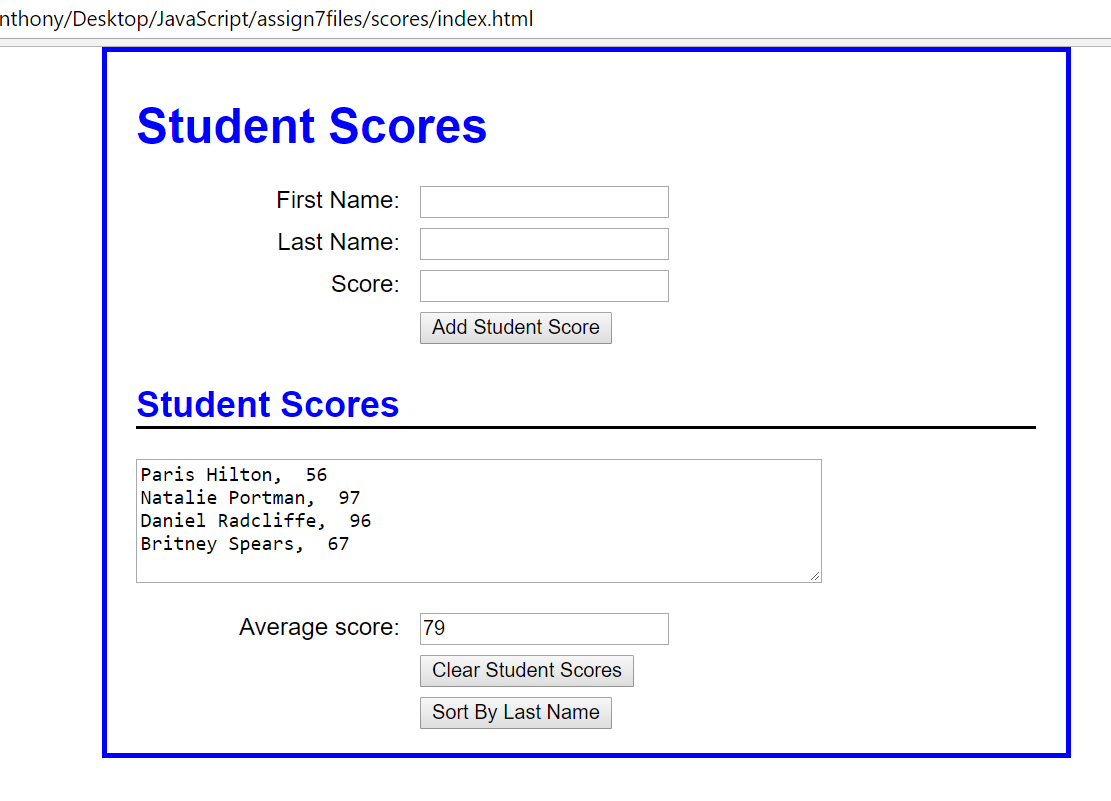 nthony/Desktop/JavaScript/assign7files/scores/index.html
Student Scores
First Name:
Last Name:
Score:
Add Student Score
Student Scores
Paris Hilton,  56
Natalie Portman,  97
Daniel Radcliffe,  96
Britney Spears,  67
Average score: 79
Clear Student Scores
Sort By Last Name